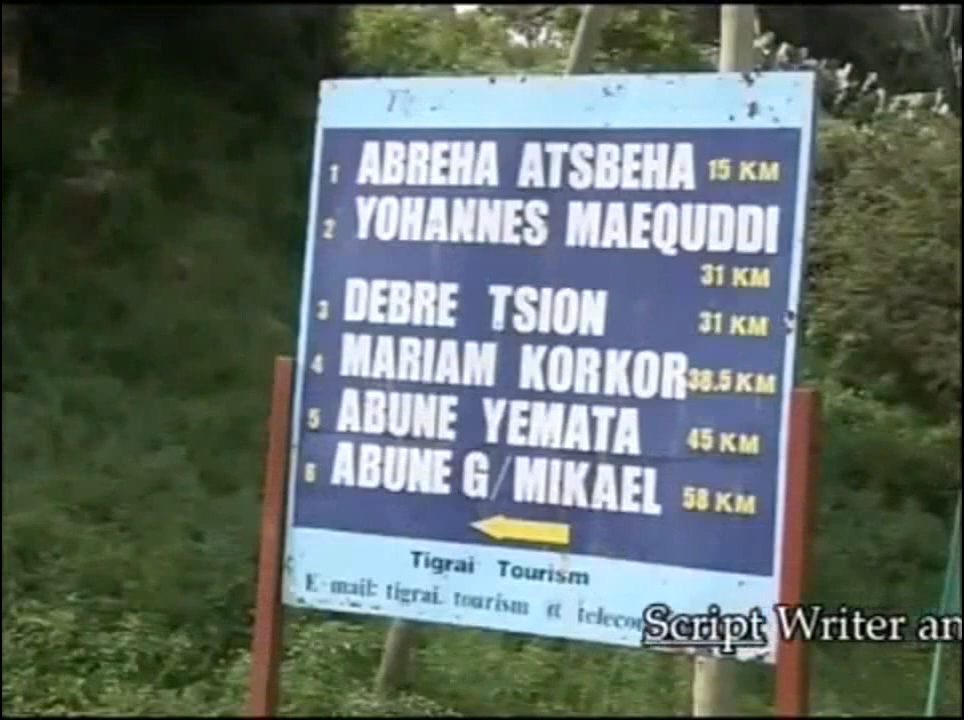 1 ABREHA ATSBEHA 15 KM
2 YOHANNES MAEQUDDI
31 KM
3 DEBRE TSION 31 KM
4 MARIAM KORKOR 38.5 KM
5 ABUNE YEMATA 45 KM
6 ABUNE G/MIKAEL 58 KM
Tigrai Tourism
E-mail: tigrai. tourism @ telecom
Script Writer an